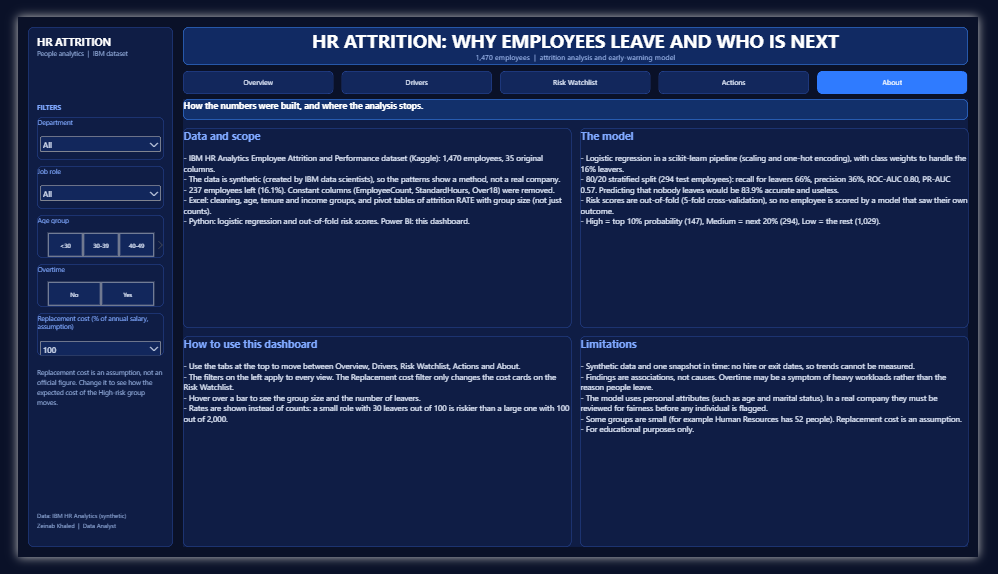 HR ATTRITION
People analytics | IBM dataset
FILTERS
Department
All
Job role
All
Age group
<30
30-39
40-49
Overtime
No
Yes
Replacement cost (% of annual salary,
assumption)
100
Replacement cost is an assumption, not an
official figure. Change it to see how the
expected cost of the High-risk group
moves.
Data: IBM HR Analytics (synthetic)
Zeinab Khaled | Data Analyst
HR ATTRITION: WHY EMPLOYEES LEAVE AND WHO IS NEXT
1,470 employees | attrition analysis and early-warning model
Overview
Drivers
Risk Watchlist
Actions
About
How the numbers were built, and where the analysis stops.
Data and scope
- IBM HR Analytics Employee Attrition and Performance dataset (Kaggle): 1,470 employees, 35 original
columns.
- The data is synthetic (created by IBM data scientists), so the patterns show a method, not a real company.
- 237 employees left (16.1%). Constant columns (EmployeeCount, StandardHours, Over18) were removed.
- Excel: cleaning, age, tenure and income groups, and pivot tables of attrition RATE with group size (not just
counts).
- Python: logistic regression and out-of-fold risk scores. Power BI: this dashboard.
The model
- Logistic regression in a scikit-learn pipeline (scaling and one-hot encoding), with class weights to handle the
16% leavers.
- 80/20 stratified split (294 test employees): recall for leavers 66%, precision 36%, ROC-AUC 0.80, PR-AUC
0.57. Predicting that nobody leaves would be 83.9% accurate and useless.
- Risk scores are out-of-fold (5-fold cross-validation), so no employee is scored by a model that saw their own
outcome.
- High = top 10% probability (147), Medium = next 20% (294), Low = the rest (1,029).
How to use this dashboard
- Use the tabs at the top to move between Overview, Drivers, Risk Watchlist, Actions and About.
- The filters on the left apply to every view. The Replacement cost filter only changes the cost cards on the
Risk Watchlist.
- Hover over a bar to see the group size and the number of leavers.
- Rates are shown instead of counts: a small role with 30 leavers out of 100 is riskier than a large one with 100
out of 2,000.
Limitations
- Synthetic data and one snapshot in time: no hire or exit dates, so trends cannot be measured.
- Findings are associations, not causes. Overtime may be a symptom of heavy workloads rather than the
reason people leave.
- The model uses personal attributes (such as age and marital status). In a real company they must be
reviewed for fairness before any individual is flagged.
- Some groups are small (for example Human Resources has 52 people). Replacement cost is an assumption.
- For educational purposes only.